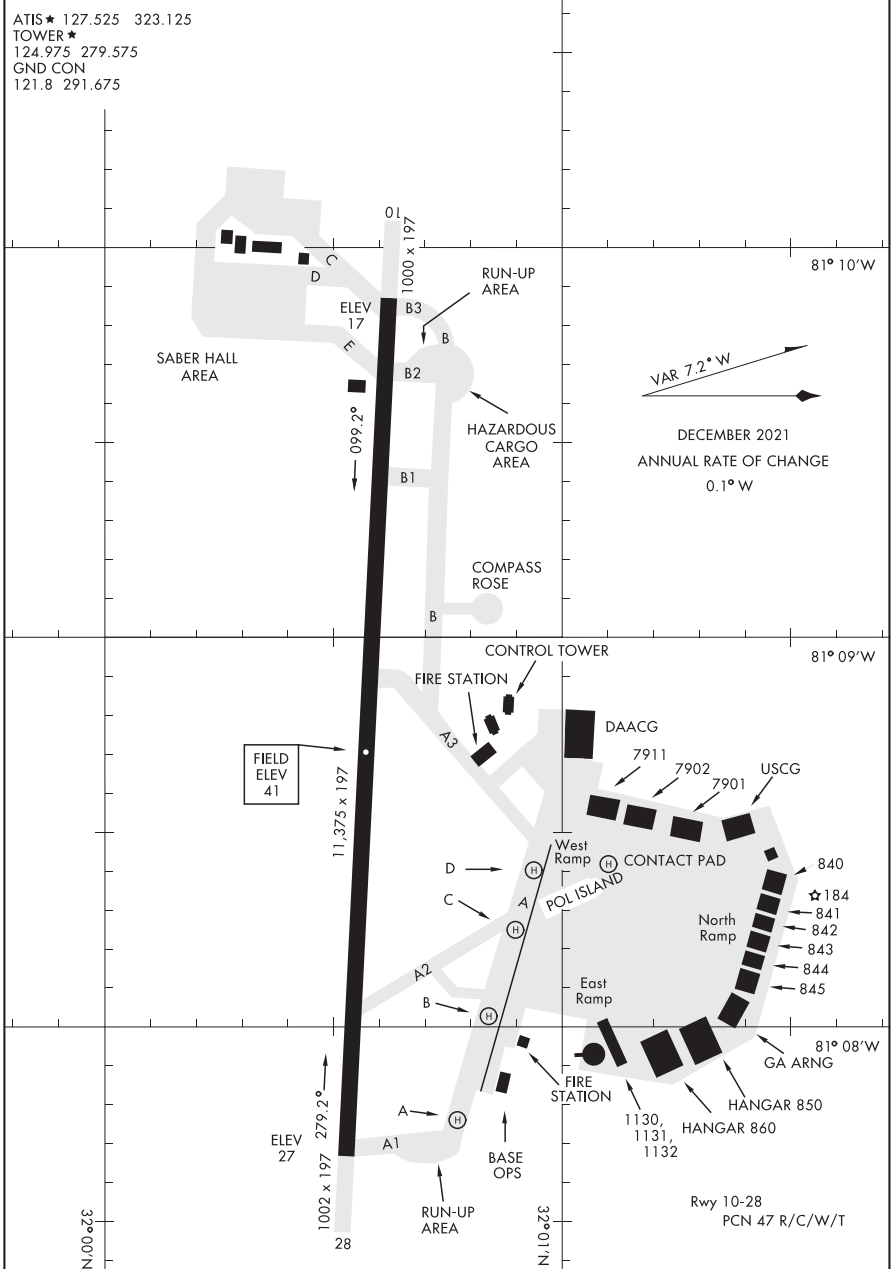 ATIS★ 127.525 323.125
TOWER★
124.975 279.575
GND CON
121.8 291.675
10
1000 x 197
81° 10'W
C
D
RUN-UP
AREA
ELEV
17
B3
B
E
SABER HALL
AREA
B2
VAR 7.2° W
099.2°
HAZARDOUS
CARGO
AREA
DECEMBER 2021
ANNUAL RATE OF CHANGE
0.1° W
B1
COMPASS
ROSE
B
CONTROL TOWER
81° 09'W
FIRE STATION
A3
DAACG
7911
7902
7901
USCG
FIELD
ELEV
41
11,375 x 197
West
Ramp
H
H
CONTACT PAD
D
840
C
A
POL ISLAND
184
841
H
North
Ramp
842
843
A2
844
East
Ramp
845
B
H
81° 08'W
GA ARNG
FIRE
STATION
279.2°
HANGAR 850
A
H
1130,
1131,
1132
HANGAR 860
ELEV
27
A1
BASE
OPS
1002 x 197
RUN-UP
AREA
Rwy 10-28
PCN 47 R/C/W/T
32°00'N
32°01'N
28